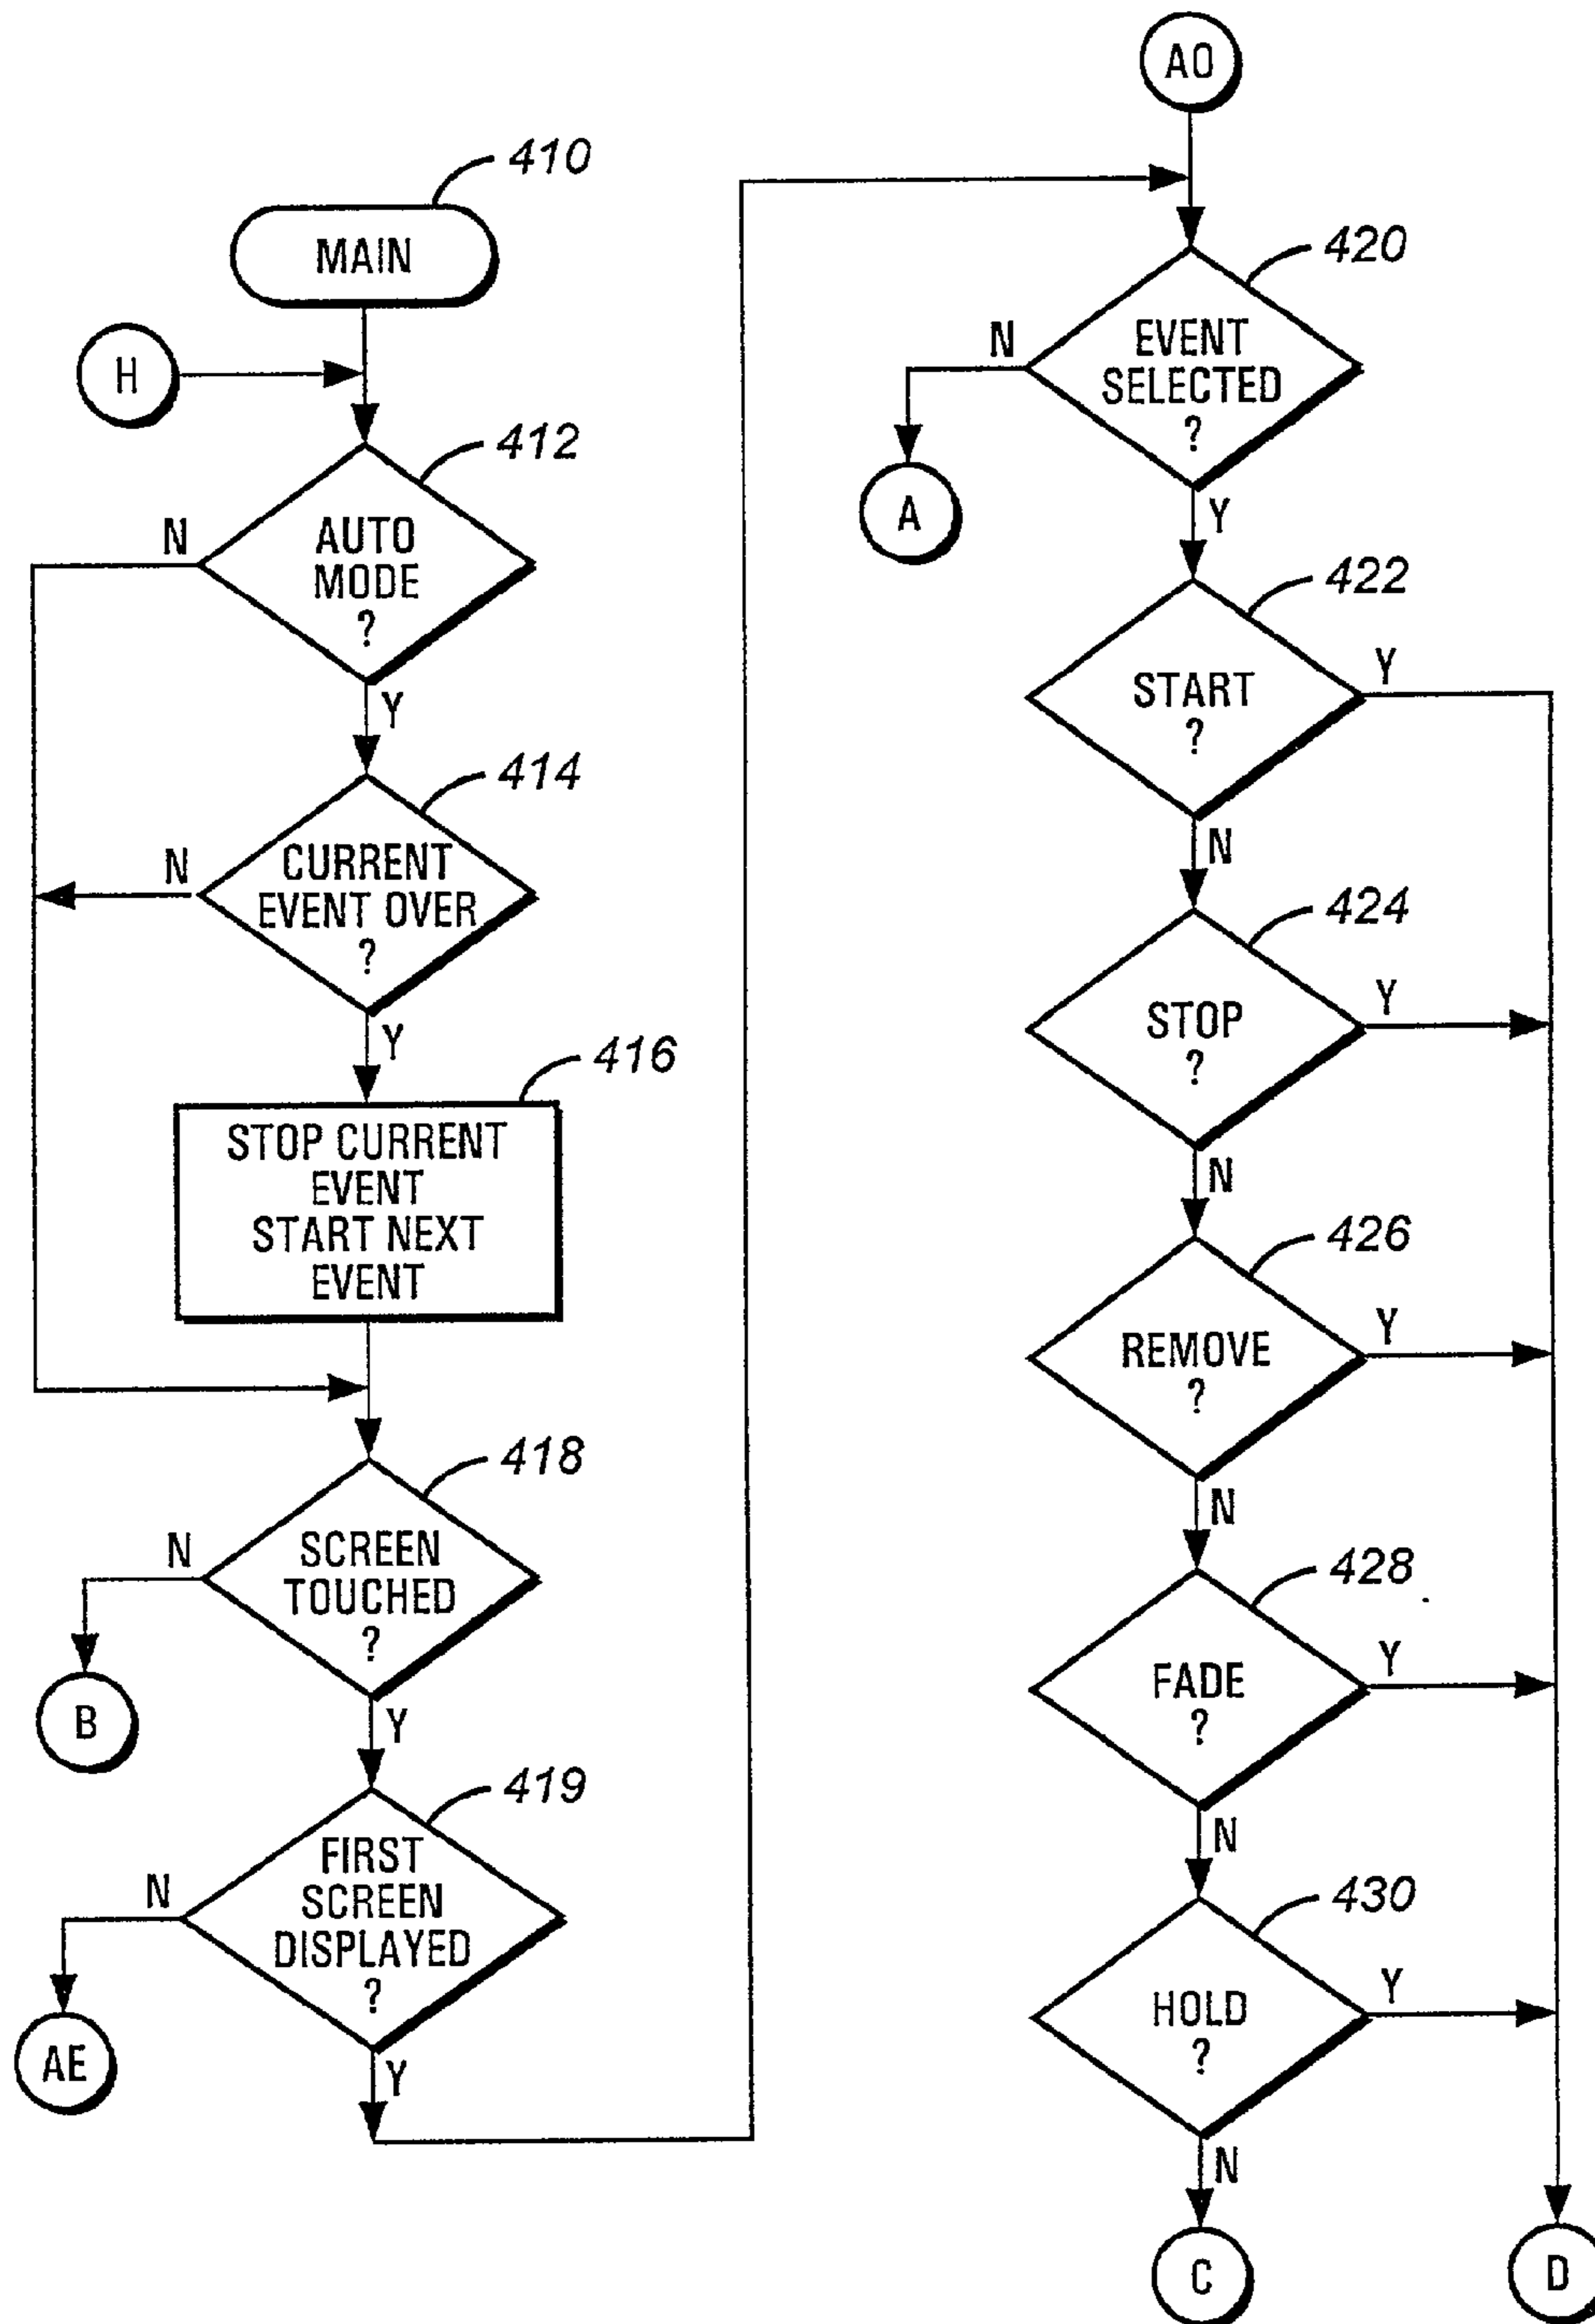 410
MAIN
H
412
AUTO
MODE
?
N
Y
414
CURRENT
EVENT OVER
?
N
Y
416
STOP CURRENT
EVENT
START NEXT
EVENT
418
SCREEN
TOUCHED
?
N
B
Y
419
FIRST
SCREEN
DISPLAYED
?
N
AE
Y
AO
420
EVENT
SELECTED
?
N
A
Y
422
START
?
Y
N
424
STOP
?
Y
N
426
REMOVE
?
Y
N
428
FADE
?
Y
N
430
HOLD
?
Y
N
C
D